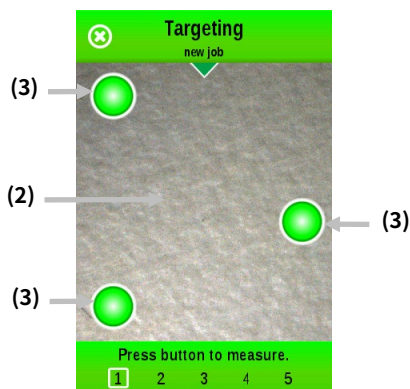 Targeting
new job
(3)
(2)
(3)
(3)
Press button to measure.
1 2 3 4 5